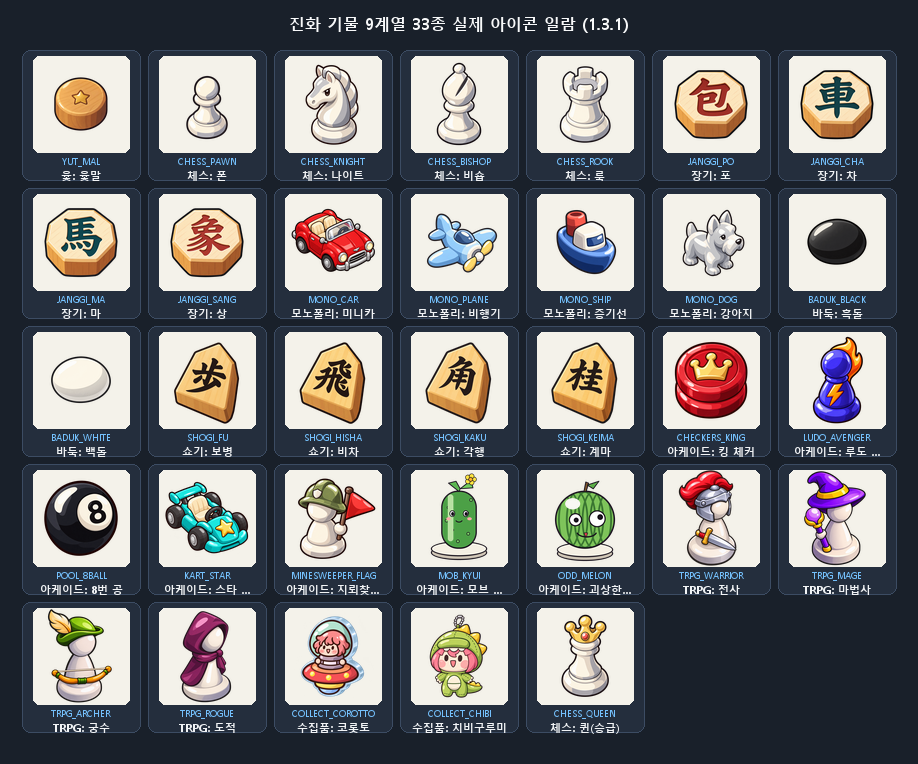 진화 기물 9계열 33종 실제 아이콘 일람 (1.3.1)
包 車
YUT_MAL CHESS_PAWN CHESS_KNIGHT CHESS_BISHOP CHESS_ROOK JANGGI_PO JANGGI_CHA
윷: 윷말 체스: 폰 체스: 나이트 체스: 비숍 체스: 룩 장기: 포 장기: 차
馬 象
JANGGI_MA JANGGI_SANG MONO_CAR MONO_PLANE MONO_SHIP MONO_DOG BADUK_BLACK
장기: 마 장기: 상 모노폴리: 미니카 모노폴리: 비행기 모노폴리: 증기선 모노폴리: 강아지 바둑: 흑돌
歩 飛 角 桂
BADUK_WHITE SHOGI_FU SHOGI_HISHA SHOGI_KAKU SHOGI_KEIMA CHECKERS_KING LUDO_AVENGER
바둑: 백돌 쇼기: 보병 쇼기: 비차 쇼기: 각행 쇼기: 계마 아케이드: 킹 체커 아케이드: 루도 ...
8
POOL_8BALL KART_STAR MINESWEEPER_FLAG MOB_KYUI ODD_MELON TRPG_WARRIOR TRPG_MAGE
아케이드: 8번 공 아케이드: 스타 ... 아케이드: 지뢰찾... 아케이드: 모브 ... 아케이드: 괴상한... TRPG: 전사 TRPG: 마법사
TRPG_ARCHER TRPG_ROGUE COLLECT_COROTTO COLLECT_CHIBI CHESS_QUEEN
TRPG: 궁수 TRPG: 도적 수집품: 코롯토 수집품: 치비구루미 체스: 퀸(승급)